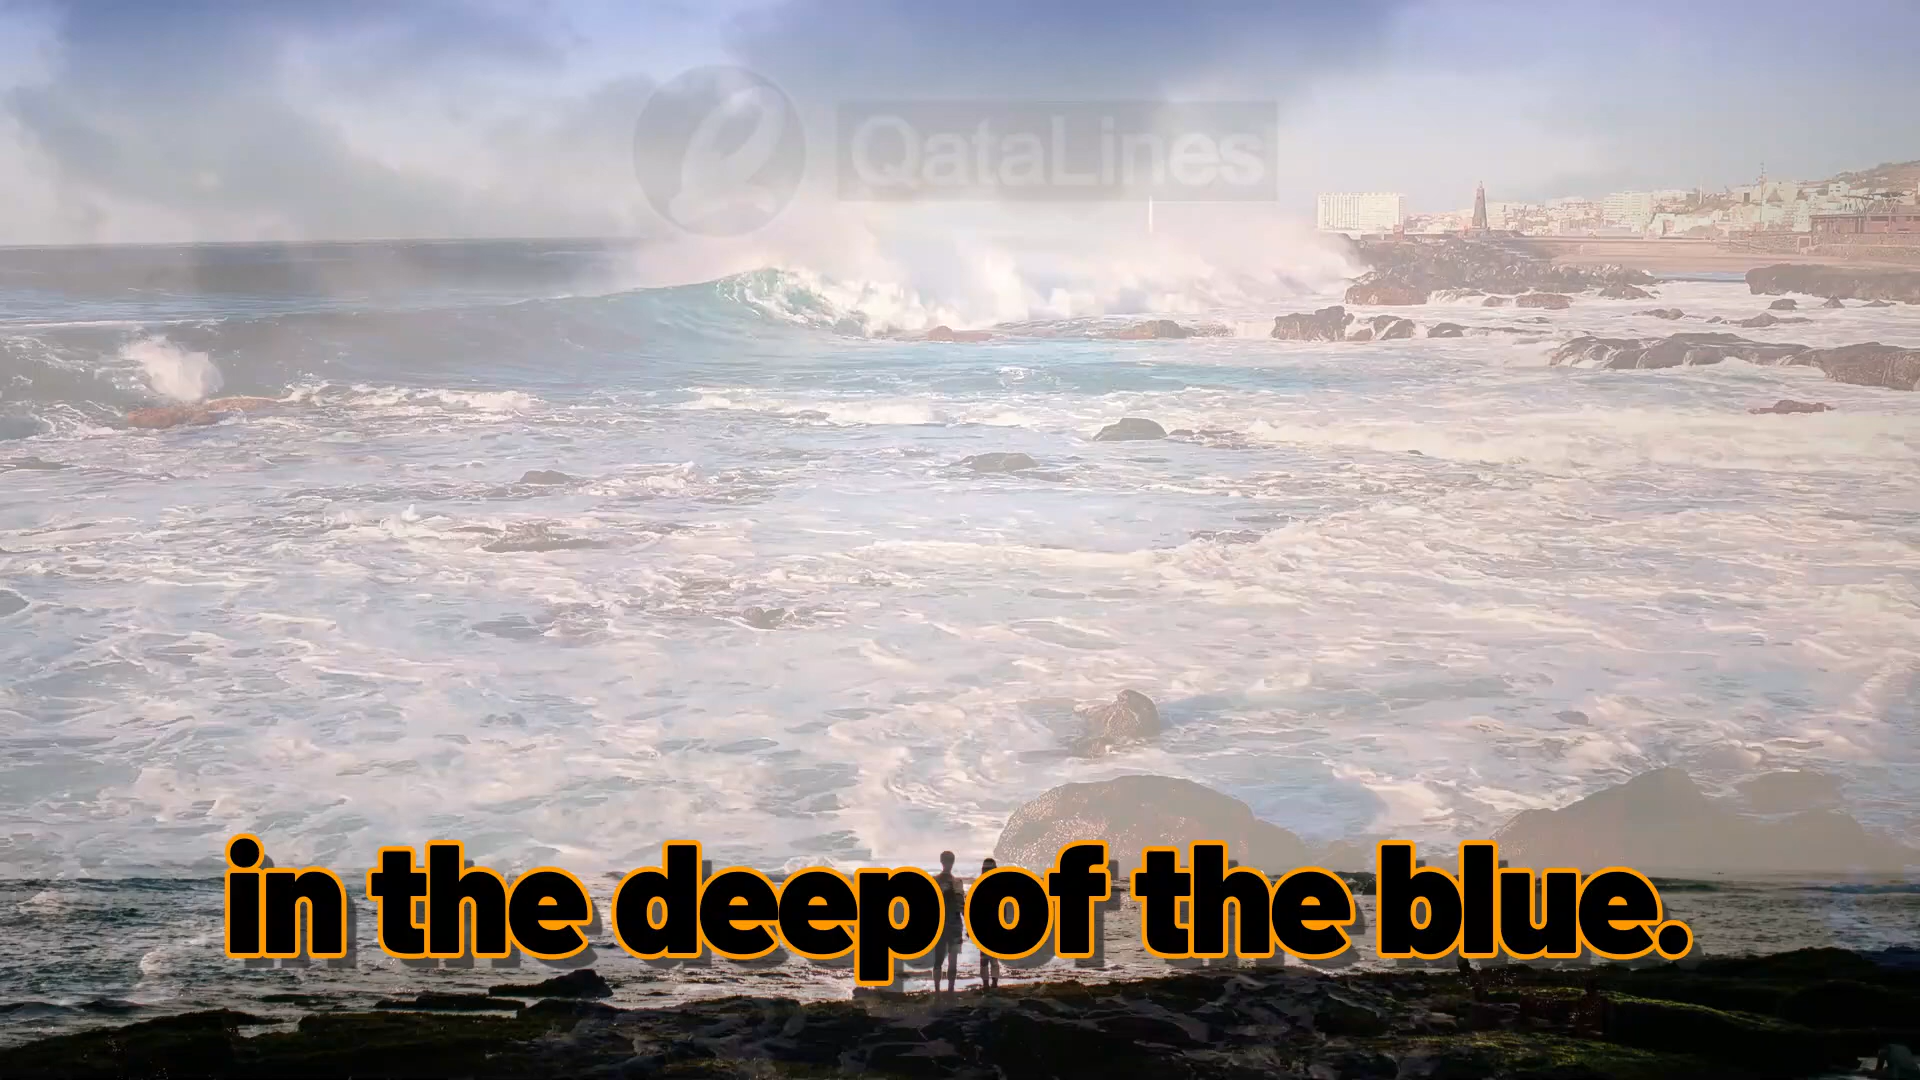 QataLines
in the deep of the blue.